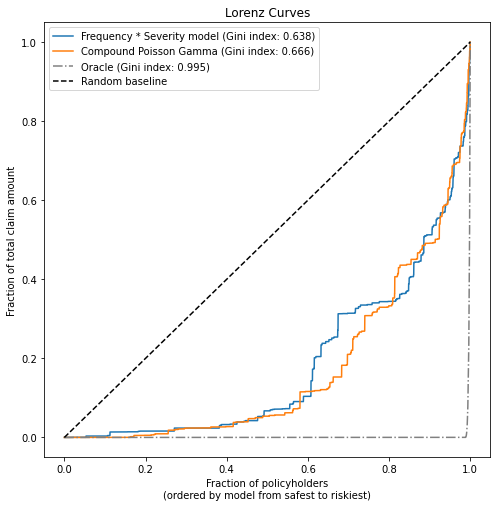 Lorenz Curves
Frequency * Severity model (Gini index: 0.638)
Compound Poisson Gamma (Gini index: 0.666)
Oracle (Gini index: 0.995)
Random baseline
Fraction of total claim amount
1.0
0.8
0.6
0.4
0.2
0.0
0.0 0.2 0.4 0.6 0.8 1.0
Fraction of policyholders
(ordered by model from safest to riskiest)